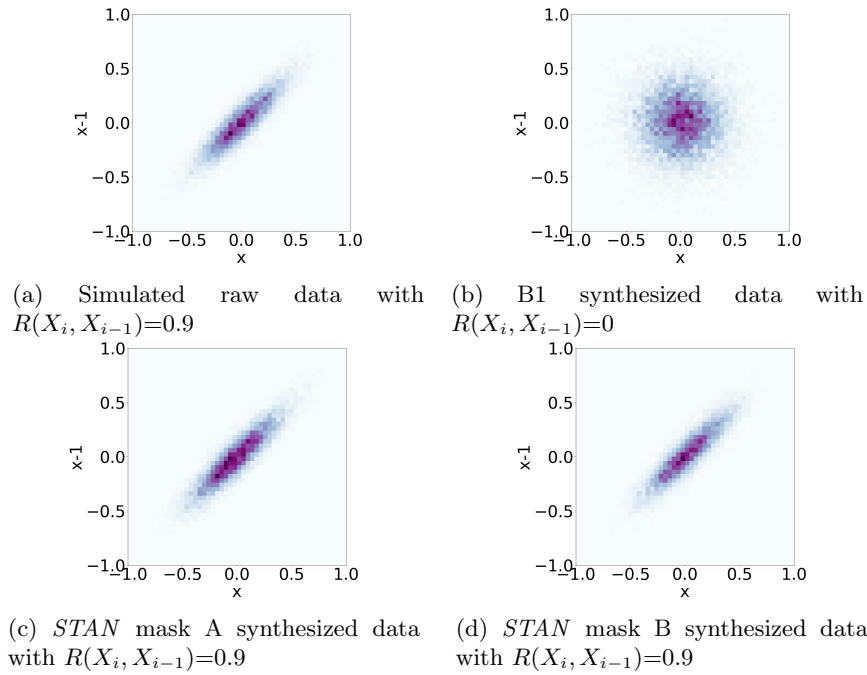 1.0
0.5
0.0
−0.5
−1.0
x-1
−1.0 −0.5 0.0 0.5 1.0
x
(a) Simulated raw data with
R(X_i, X_{i−1})=0.9
1.0
0.5
0.0
−0.5
−1.0
x-1
−1.0 −0.5 0.0 0.5 1.0
x
(b) B1 synthesized data with
R(X_i, X_{i−1})=0
1.0
0.5
0.0
−0.5
−1.0
x-1
−1.0 −0.5 0.0 0.5 1.0
x
(c) STAN mask A synthesized data
with R(X_i, X_{i−1})=0.9
1.0
0.5
0.0
−0.5
−1.0
x-1
−1.0 −0.5 0.0 0.5 1.0
x
(d) STAN mask B synthesized data
with R(X_i, X_{i−1})=0.9